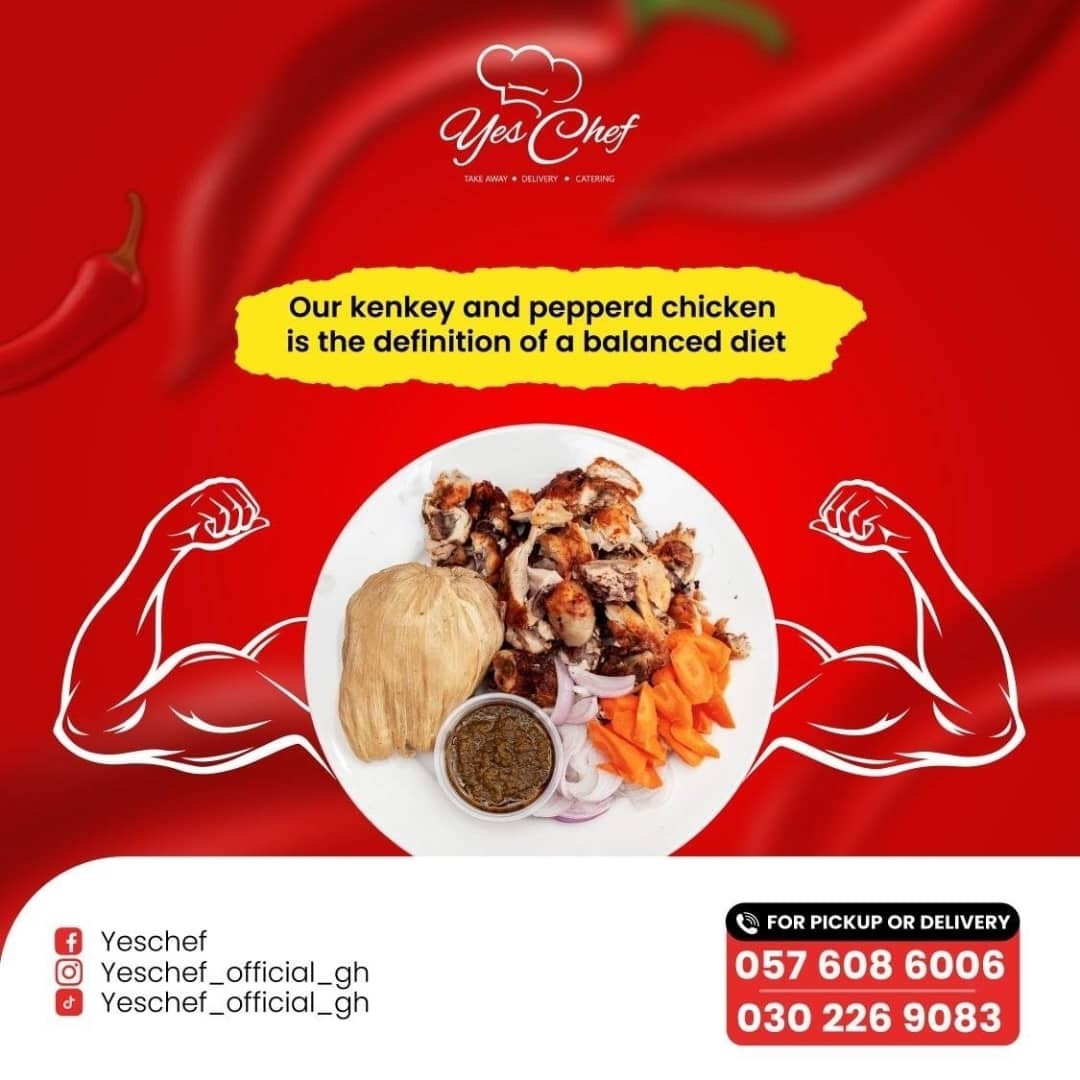 Yes Chef
TAKE AWAY • DELIVERY • CATERING
Our kenkey and pepperd chicken
is the definition of a balanced diet
Yeschef
Yeschef_official_gh
Yeschef_official_gh
FOR PICKUP OR DELIVERY
057 608 6006
030 226 9083